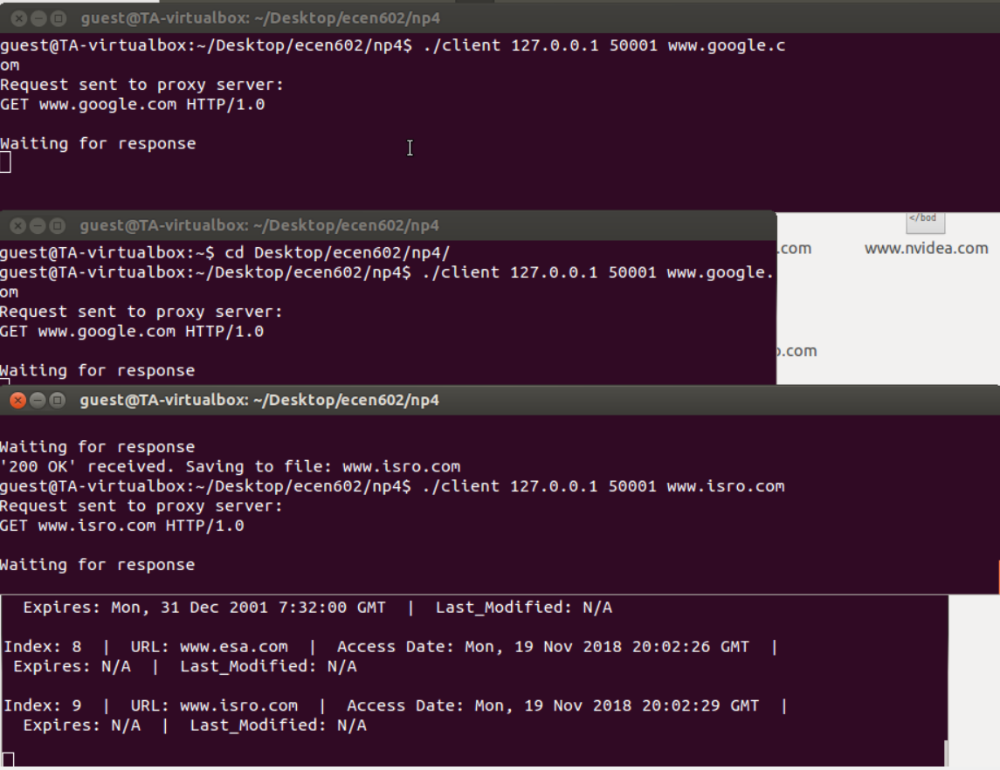 guest@TA-virtualbox: ~/Desktop/ecen602/np4
guest@TA-virtualbox:~/Desktop/ecen602/np4$ ./client 127.0.0.1 50001 www.google.c
om
Request sent to proxy server:
GET www.google.com HTTP/1.0
Waiting for response
guest@TA-virtualbox: ~/Desktop/ecen602/np4
guest@TA-virtualbox:~$ cd Desktop/ecen602/np4/
guest@TA-virtualbox:~/Desktop/ecen602/np4$ ./client 127.0.0.1 50001 www.google.
om
Request sent to proxy server:
GET www.google.com HTTP/1.0
Waiting for response
</bod
.com
www.nvidea.com
o.com
guest@TA-virtualbox: ~/Desktop/ecen602/np4
Waiting for response
'200 OK' received. Saving to file: www.isro.com
guest@TA-virtualbox:~/Desktop/ecen602/np4$ ./client 127.0.0.1 50001 www.isro.com
Request sent to proxy server:
GET www.isro.com HTTP/1.0
Waiting for response
Expires: Mon, 31 Dec 2001 7:32:00 GMT | Last_Modified: N/A
Index: 8 | URL: www.esa.com | Access Date: Mon, 19 Nov 2018 20:02:26 GMT |
Expires: N/A | Last_Modified: N/A
Index: 9 | URL: www.isro.com | Access Date: Mon, 19 Nov 2018 20:02:29 GMT |
Expires: N/A | Last_Modified: N/A